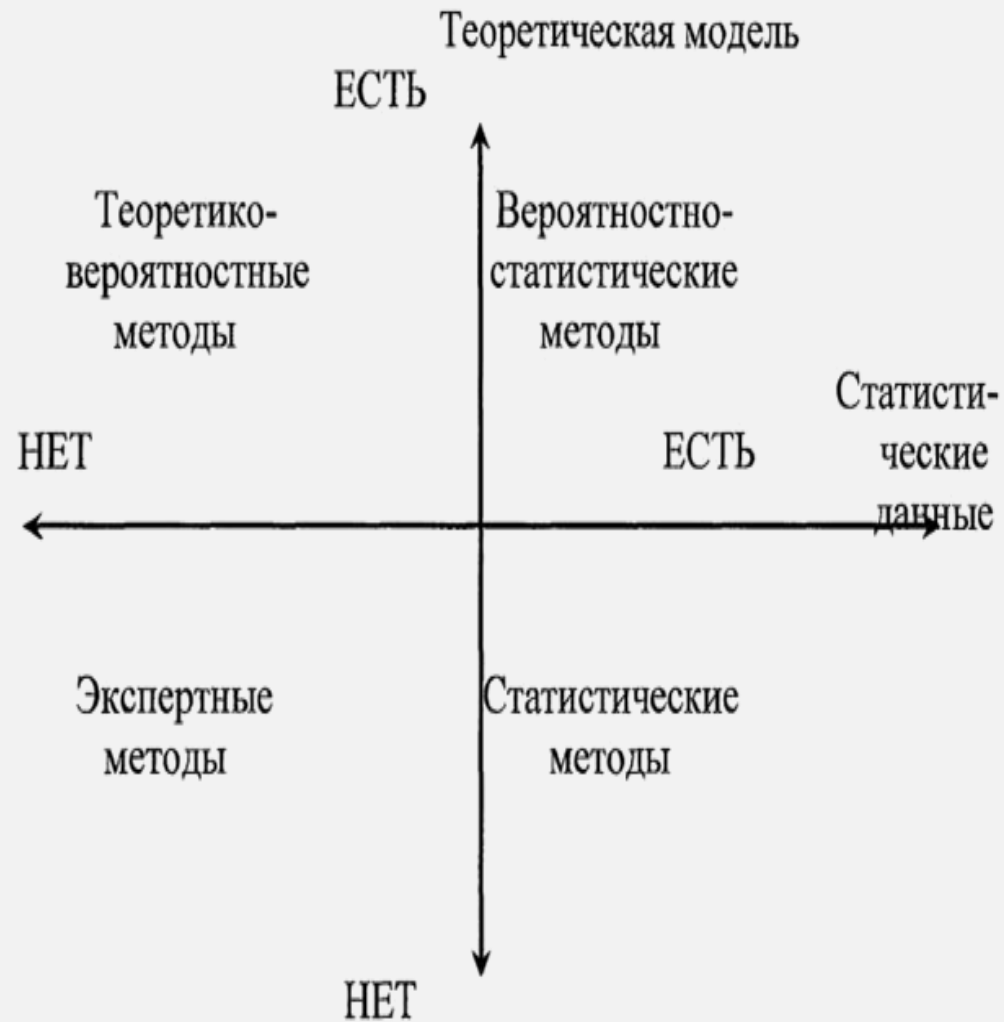 Теоретическая модель
ЕСТЬ
Теоретико-
вероятностные
методы
Вероятностно-
статистические
методы
Статисти-
ческие
данные
НЕТ
ЕСТЬ
Экспертные
методы
Статистические
методы
НЕТ